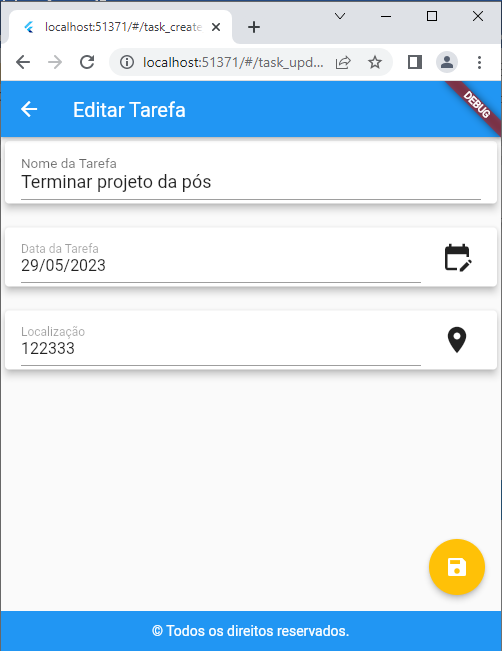 localhost:51371/#/task_create
localhost:51371/#/task_upd...
DEBUG
Editar Tarefa
Nome da Tarefa
Terminar projeto da pós
Data da Tarefa
29/05/2023
Localização
122333
© Todos os direitos reservados.